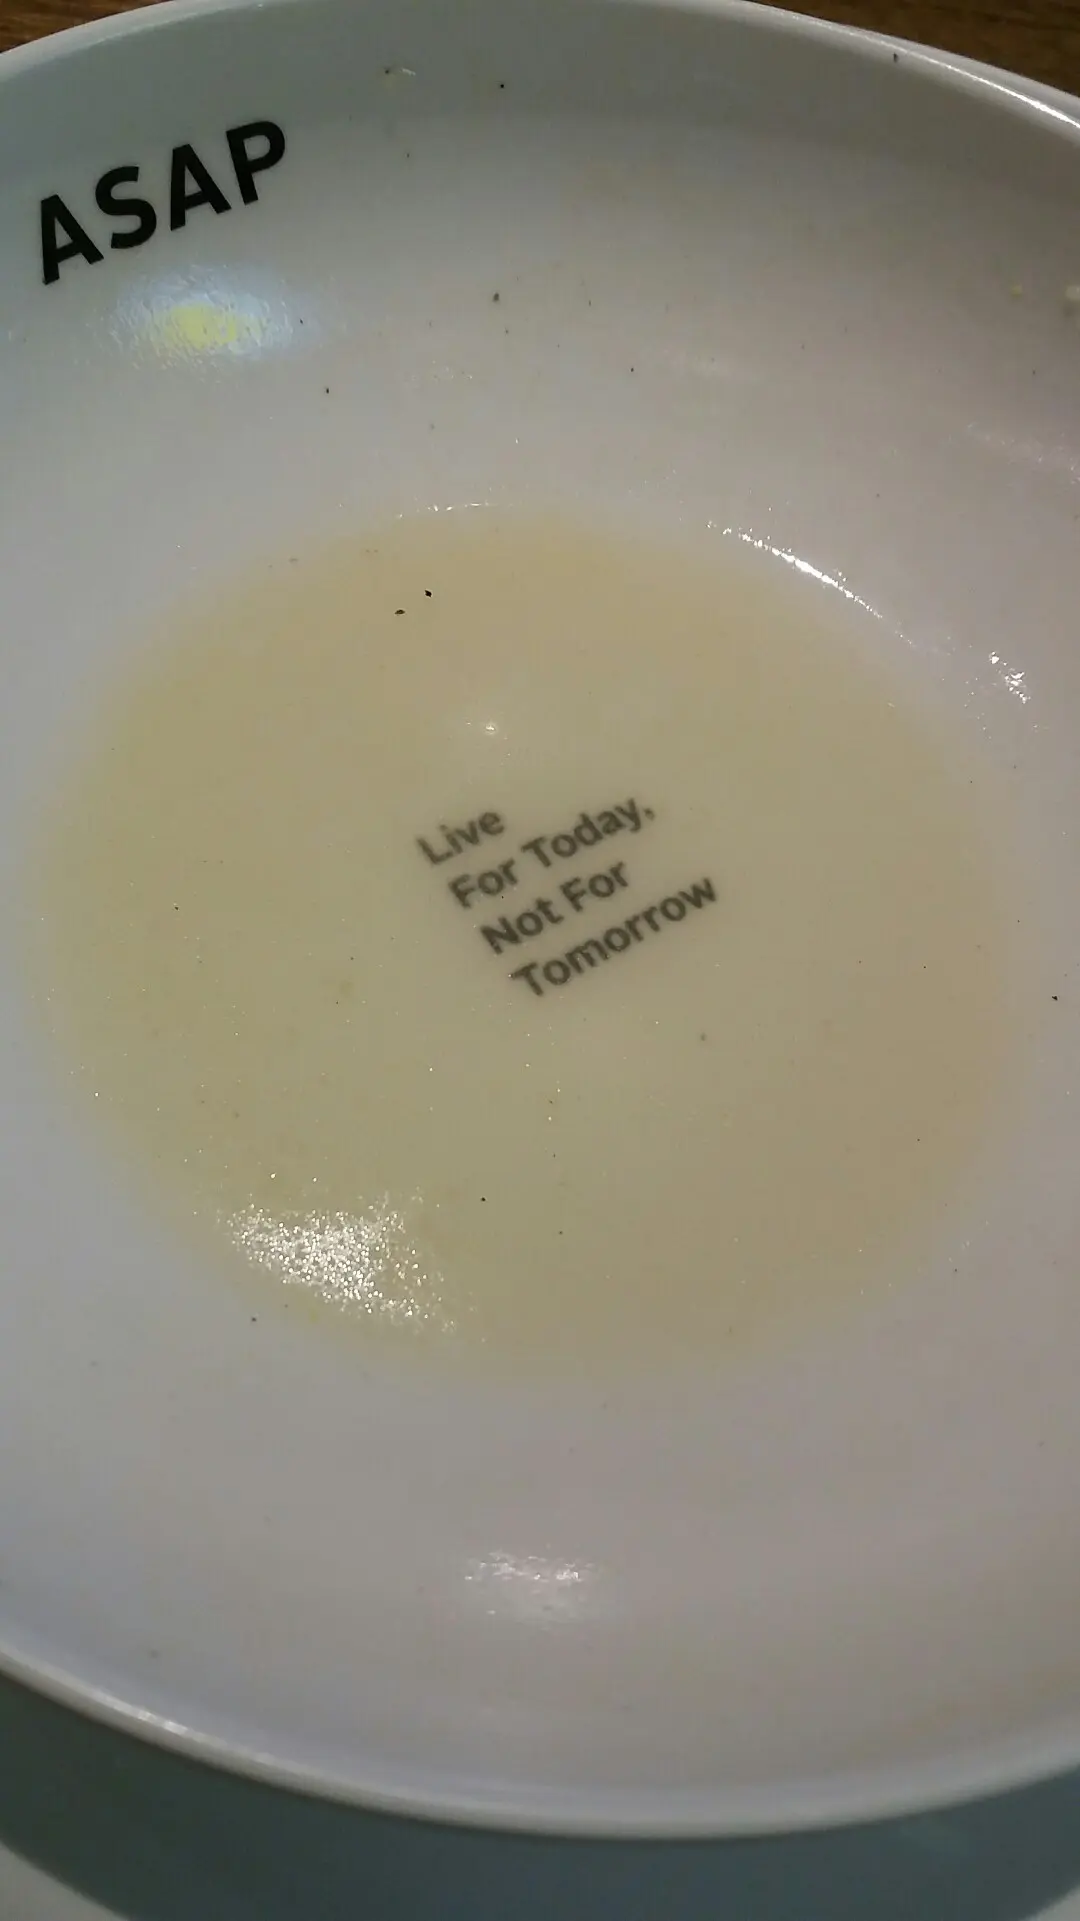 ASAP
Live
For Today,
Not For
Tomorrow